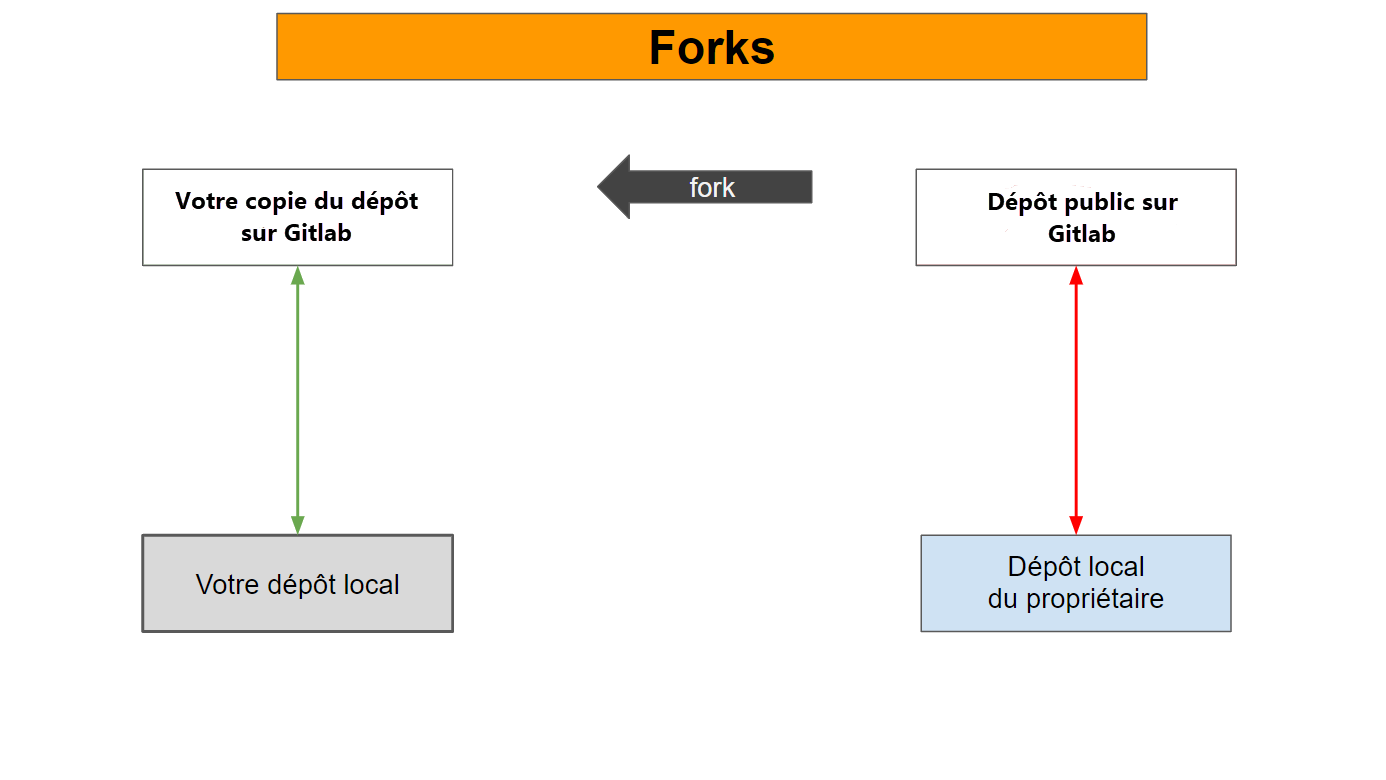 Forks
fork
Votre copie du dépôt
sur Gitlab
Dépôt public sur
Gitlab
Votre dépôt local
Dépôt local
du propriétaire